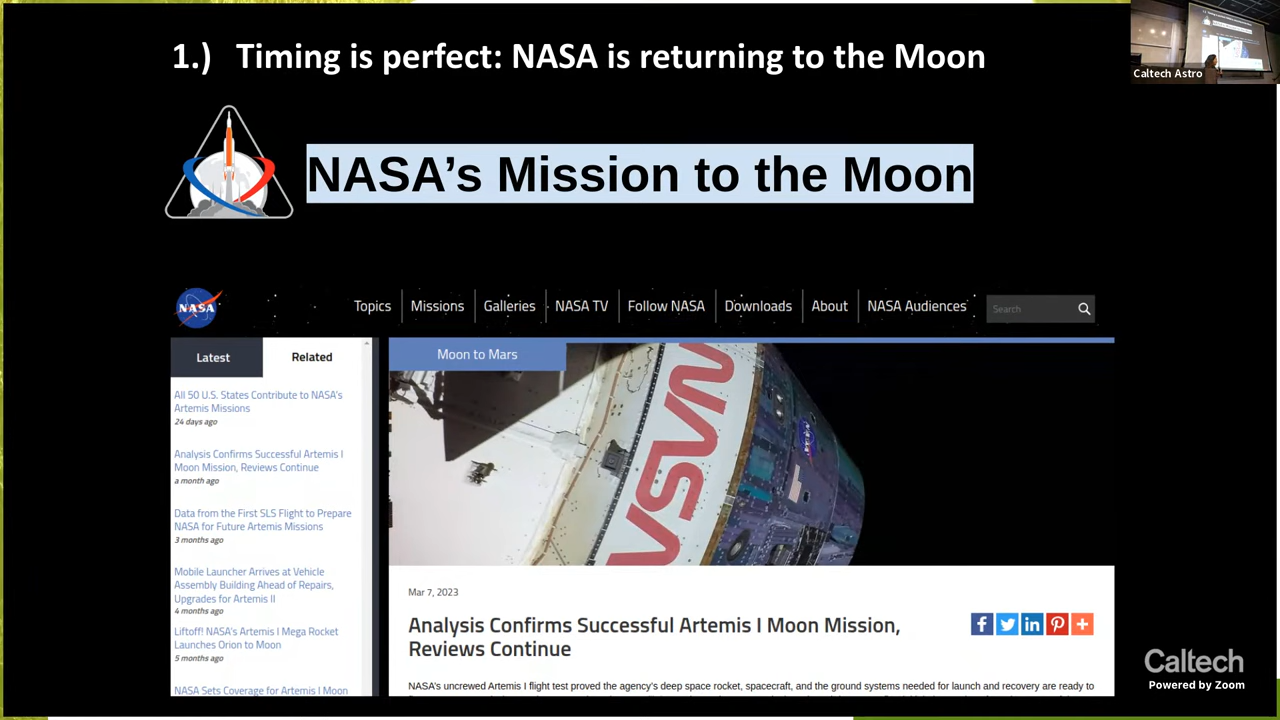 1.) Timing is perfect: NASA is returning to the Moon
Caltech Astro
NASA’s Mission to the Moon
NASA
Topics
Missions
Galleries
NASA TV
Follow NASA
Downloads
About
NASA Audiences
Search
Latest
Related
All 50 U.S. States Contribute to NASA's
Artemis Missions
24 days ago
Analysis Confirms Successful Artemis I
Moon Mission, Reviews Continue
a month ago
Data from the First SLS Flight to Prepare
NASA for Future Artemis Missions
3 months ago
Mobile Launcher Arrives at Vehicle
Assembly Building Ahead of Repairs,
Upgrades for Artemis II
4 months ago
Liftoff! NASA's Artemis I Mega Rocket
Launches Orion to Moon
5 months ago
NASA Sets Coverage for Artemis I Moon
Moon to Mars
NASA
Mar 7, 2023
Analysis Confirms Successful Artemis I Moon Mission,
Reviews Continue
NASA's uncrewed Artemis I flight test proved the agency's deep space rocket, spacecraft, and the ground systems needed for launch and recovery are ready to
Caltech
Powered by Zoom